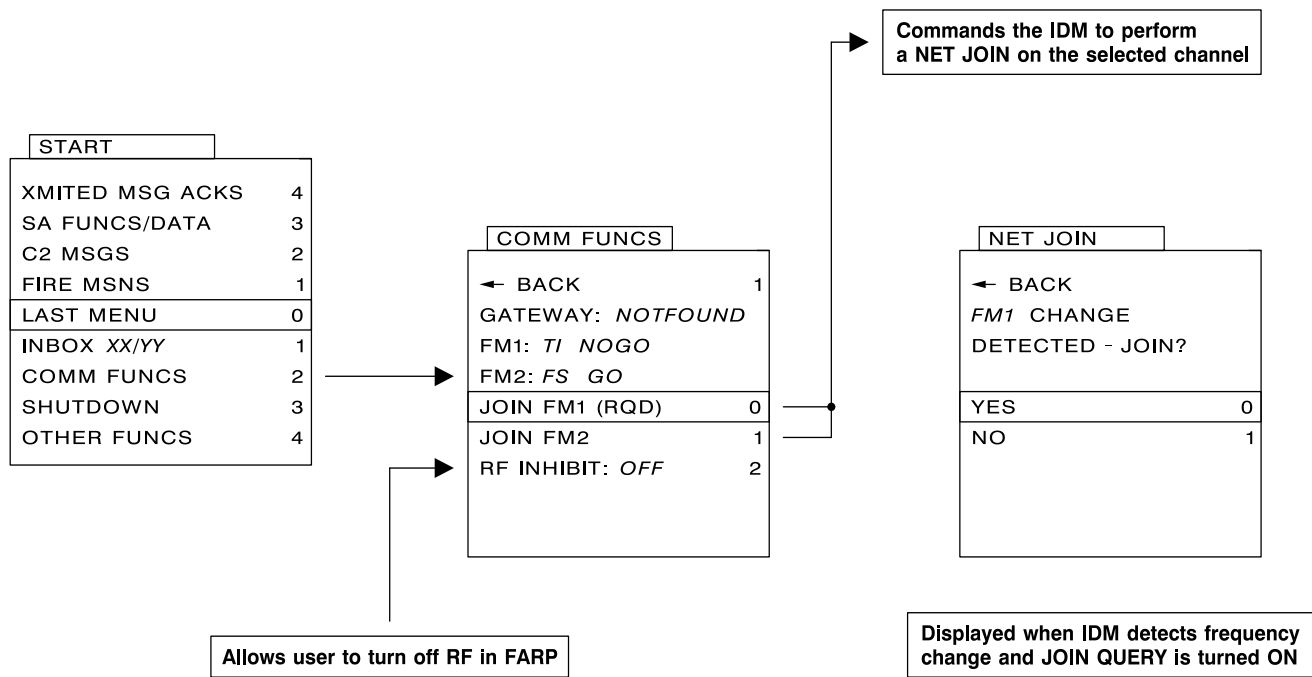 Commands the IDM to perform
a NET JOIN on the selected channel
START
XMITED MSG ACKS 4
SA FUNCS/DATA 3
C2 MSGS 2
FIRE MSNS 1
LAST MENU 0
INBOX XX/YY 1
COMM FUNCS 2
SHUTDOWN 3
OTHER FUNCS 4
COMM FUNCS
← BACK 1
GATEWAY: NOTFOUND
FM1: TI NOGO
FM2: FS GO
JOIN FM1 (RQD) 0
JOIN FM2 1
RF INHIBIT: OFF 2
NET JOIN
← BACK
FM1 CHANGE
DETECTED - JOIN?
YES 0
NO 1
Allows user to turn off RF in FARP
Displayed when IDM detects frequency
change and JOIN QUERY is turned ON